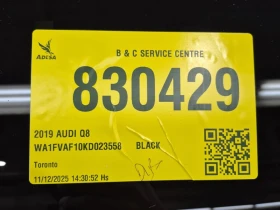 ADESA
B & C SERVICE CENTRE
830429
2019 AUDI Q8
WA1FVAF10KD023558 BLACK
Toronto
11/12/2025 14:30:52 Hs